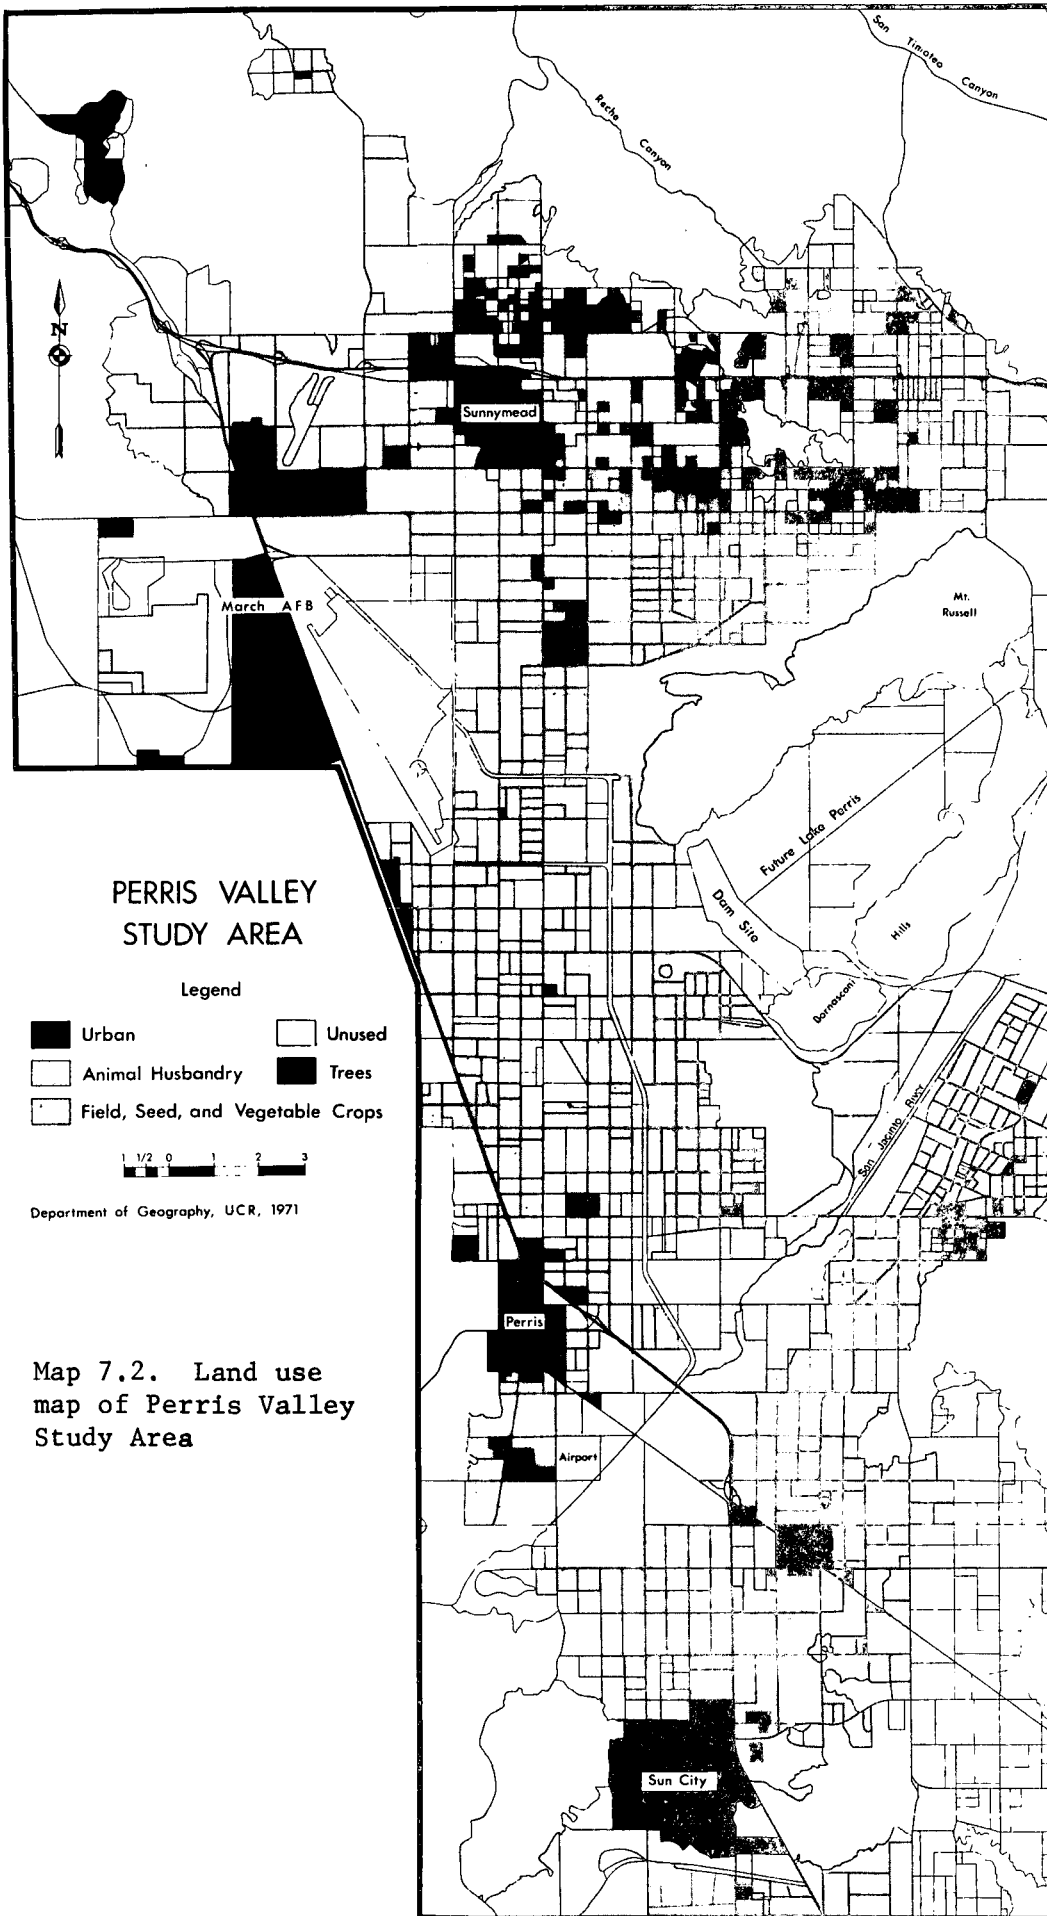 San Timoteo Canyon
Reche Canyon
N
Sunnymead
March AFB
Mt.
Russell
Future Lake Perris
Dam Site
Hills
Bernasconi
San Jacinto River
PERRIS VALLEY
STUDY AREA
Legend
Urban
Unused
Animal Husbandry
Trees
Field, Seed, and Vegetable Crops
1 1/2 0 1 2 3
Department of Geography, UCR, 1971
Perris
Map 7.2. Land use
map of Perris Valley
Study Area
Airport
Sun City